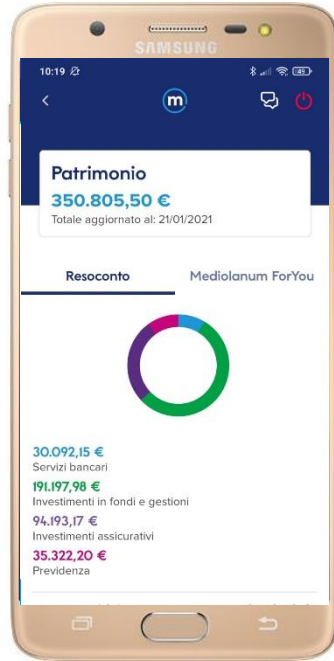 SAMSUNG
10:19
49
m
Patrimonio
350.805,50 €
Totale aggiornato al: 21/01/2021
Resoconto
Mediolanum ForYou
30.092,15 €
Servizi bancari
191.197,98 €
Investimenti in fondi e gestioni
94.193,17 €
Investimenti assicurativi
35.322,20 €
Previdenza